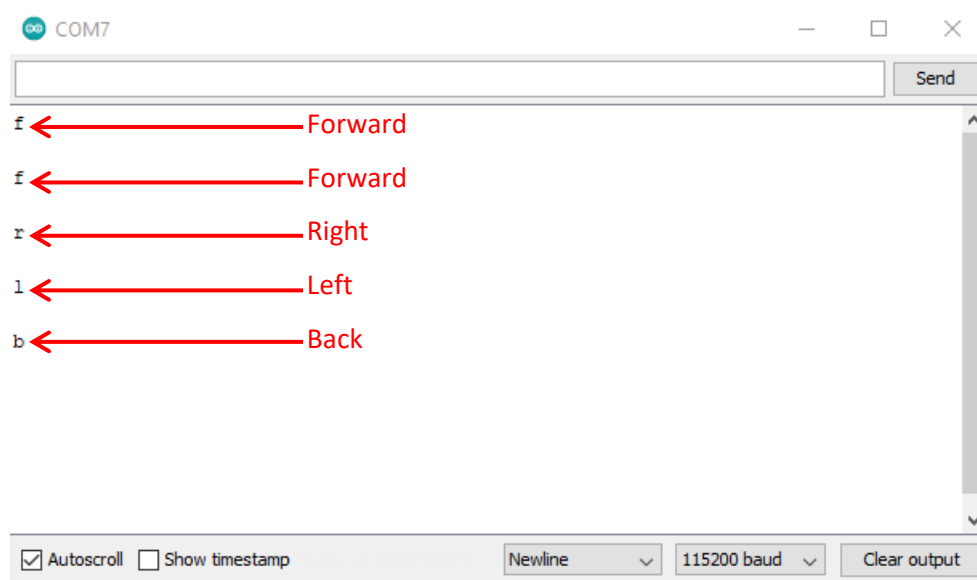 COM7
Send
f Forward
f Forward
r Right
l Left
b Back
Autoscroll Show timestamp Newline 115200 baud Clear output